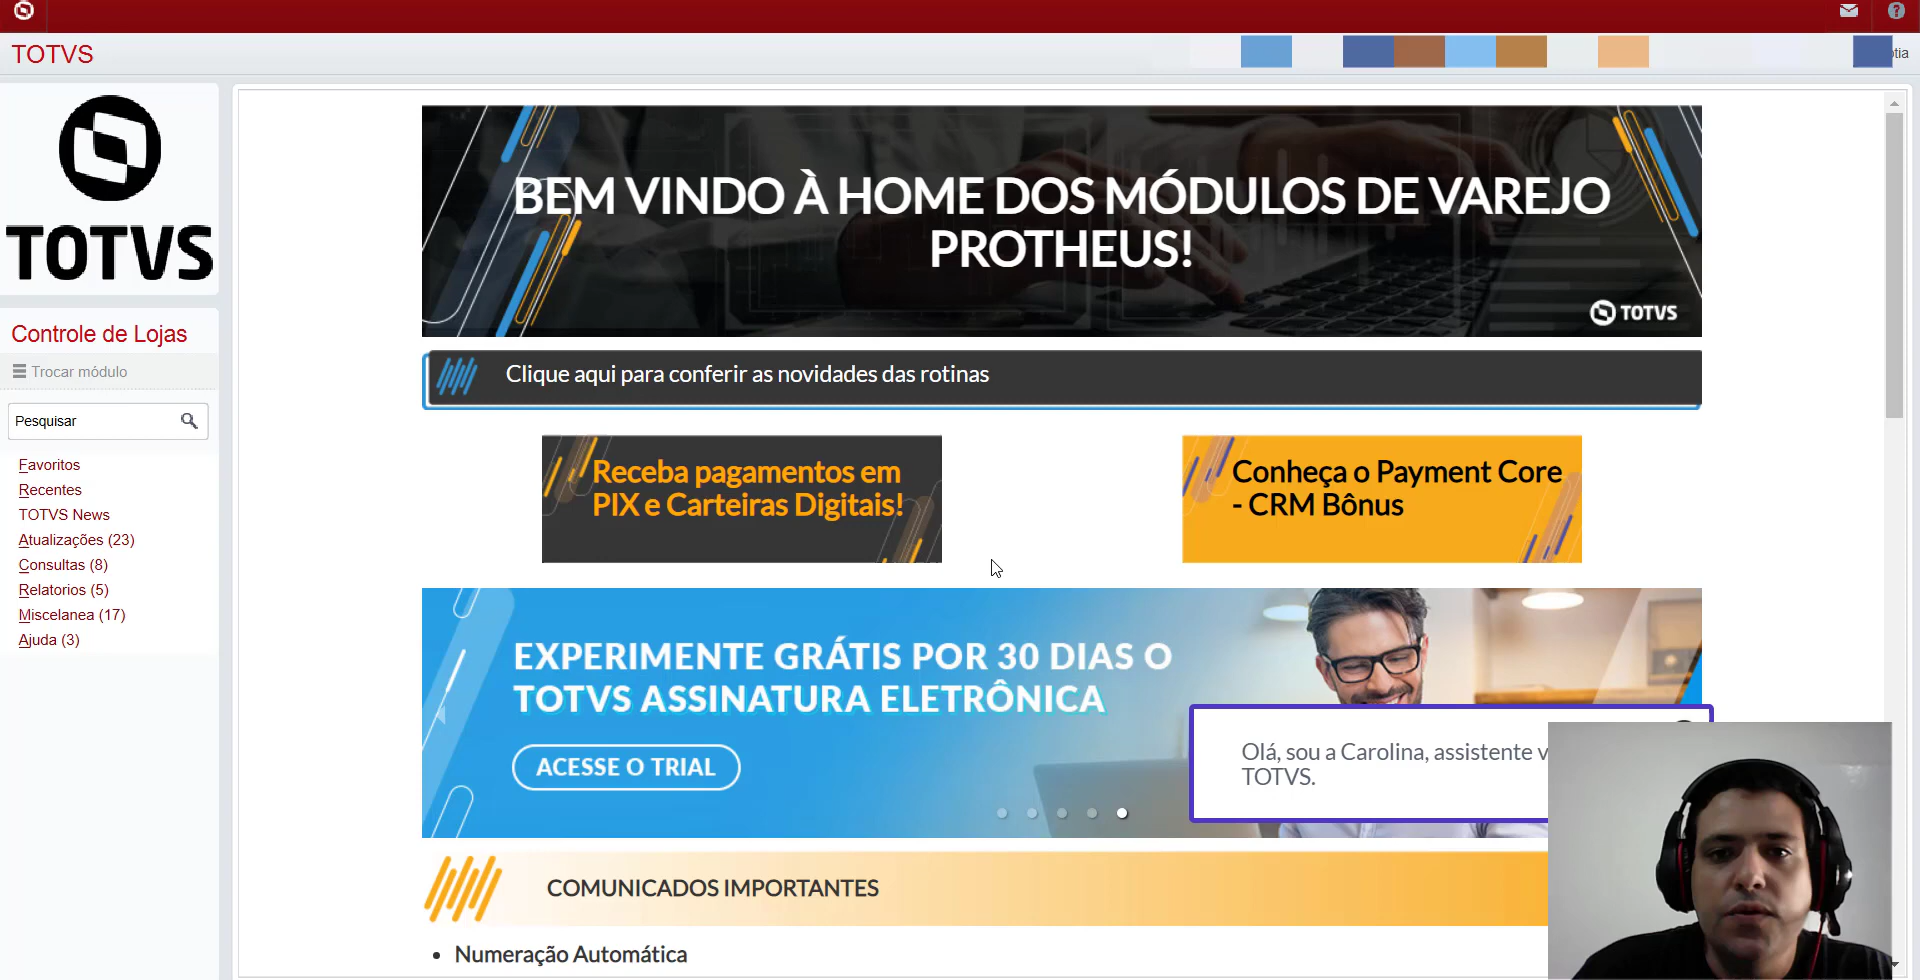 TOTVS
tia
TOTVS
Controle de Lojas
Trocar módulo
Pesquisar
Favoritos
Recentes
TOTVS News
Atualizações (23)
Consultas (8)
Relatorios (5)
Miscelanea (17)
Ajuda (3)
BEM VINDO À HOME DOS MÓDULOS DE VAREJO
PROTHEUS!
TOTVS
Clique aqui para conferir as novidades das rotinas
Receba pagamentos em
PIX e Carteiras Digitais!
Conheça o Payment Core
- CRM Bônus
EXPERIMENTE GRÁTIS POR 30 DIAS O
TOTVS ASSINATURA ELETRÔNICA
ACESSE O TRIAL
Olá, sou a Carolina, assistente v
TOTVS.
COMUNICADOS IMPORTANTES
• Numeração Automática